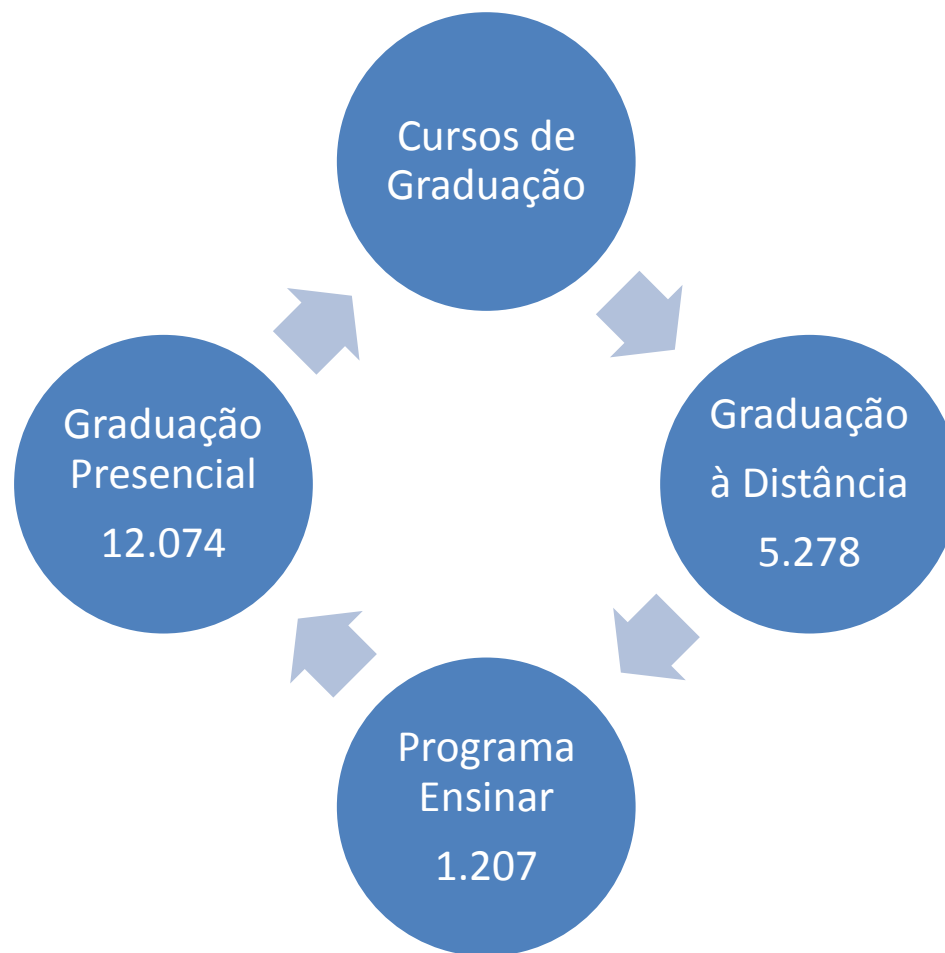 Cursos de
Graduação
Graduação
à Distância
5.278
Programa
Ensinar
1.207
Graduação
Presencial
12.074